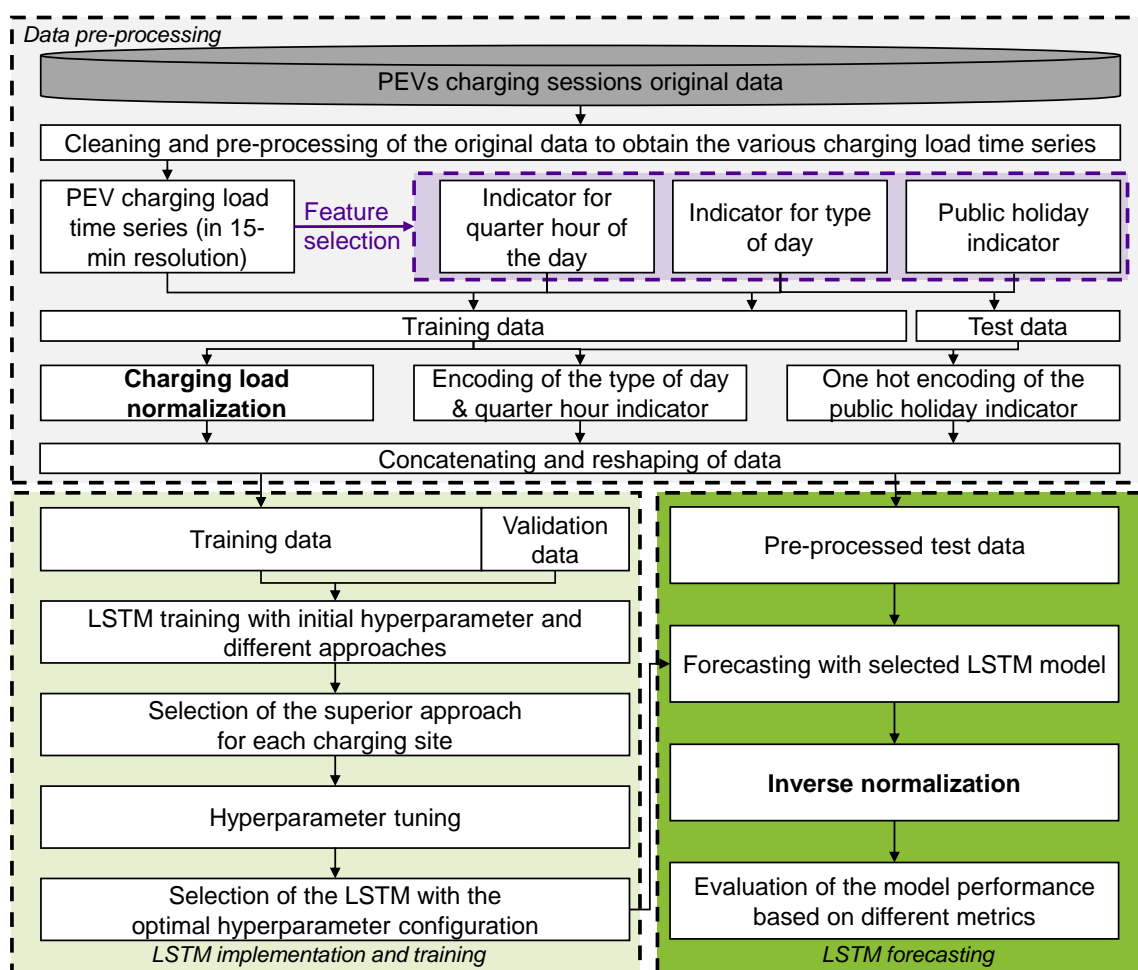 Data pre-processing
PEVs charging sessions original data
Cleaning and pre-processing of the original data to obtain the various charging load time series
PEV charging load
time series (in 15-
min resolution)
Feature
selection
Indicator for
quarter hour of
the day
Indicator for type
of day
Public holiday
indicator
Training data
Test data
Charging load
normalization
Encoding of the type of day
& quarter hour indicator
One hot encoding of the
public holiday indicator
Concatenating and reshaping of data
Training data
Validation
data
LSTM training with initial hyperparameter and
different approaches
Selection of the superior approach
for each charging site
Hyperparameter tuning
Selection of the LSTM with the
optimal hyperparameter configuration
LSTM implementation and training
Pre-processed test data
Forecasting with selected LSTM model
Inverse normalization
Evaluation of the model performance
based on different metrics
LSTM forecasting